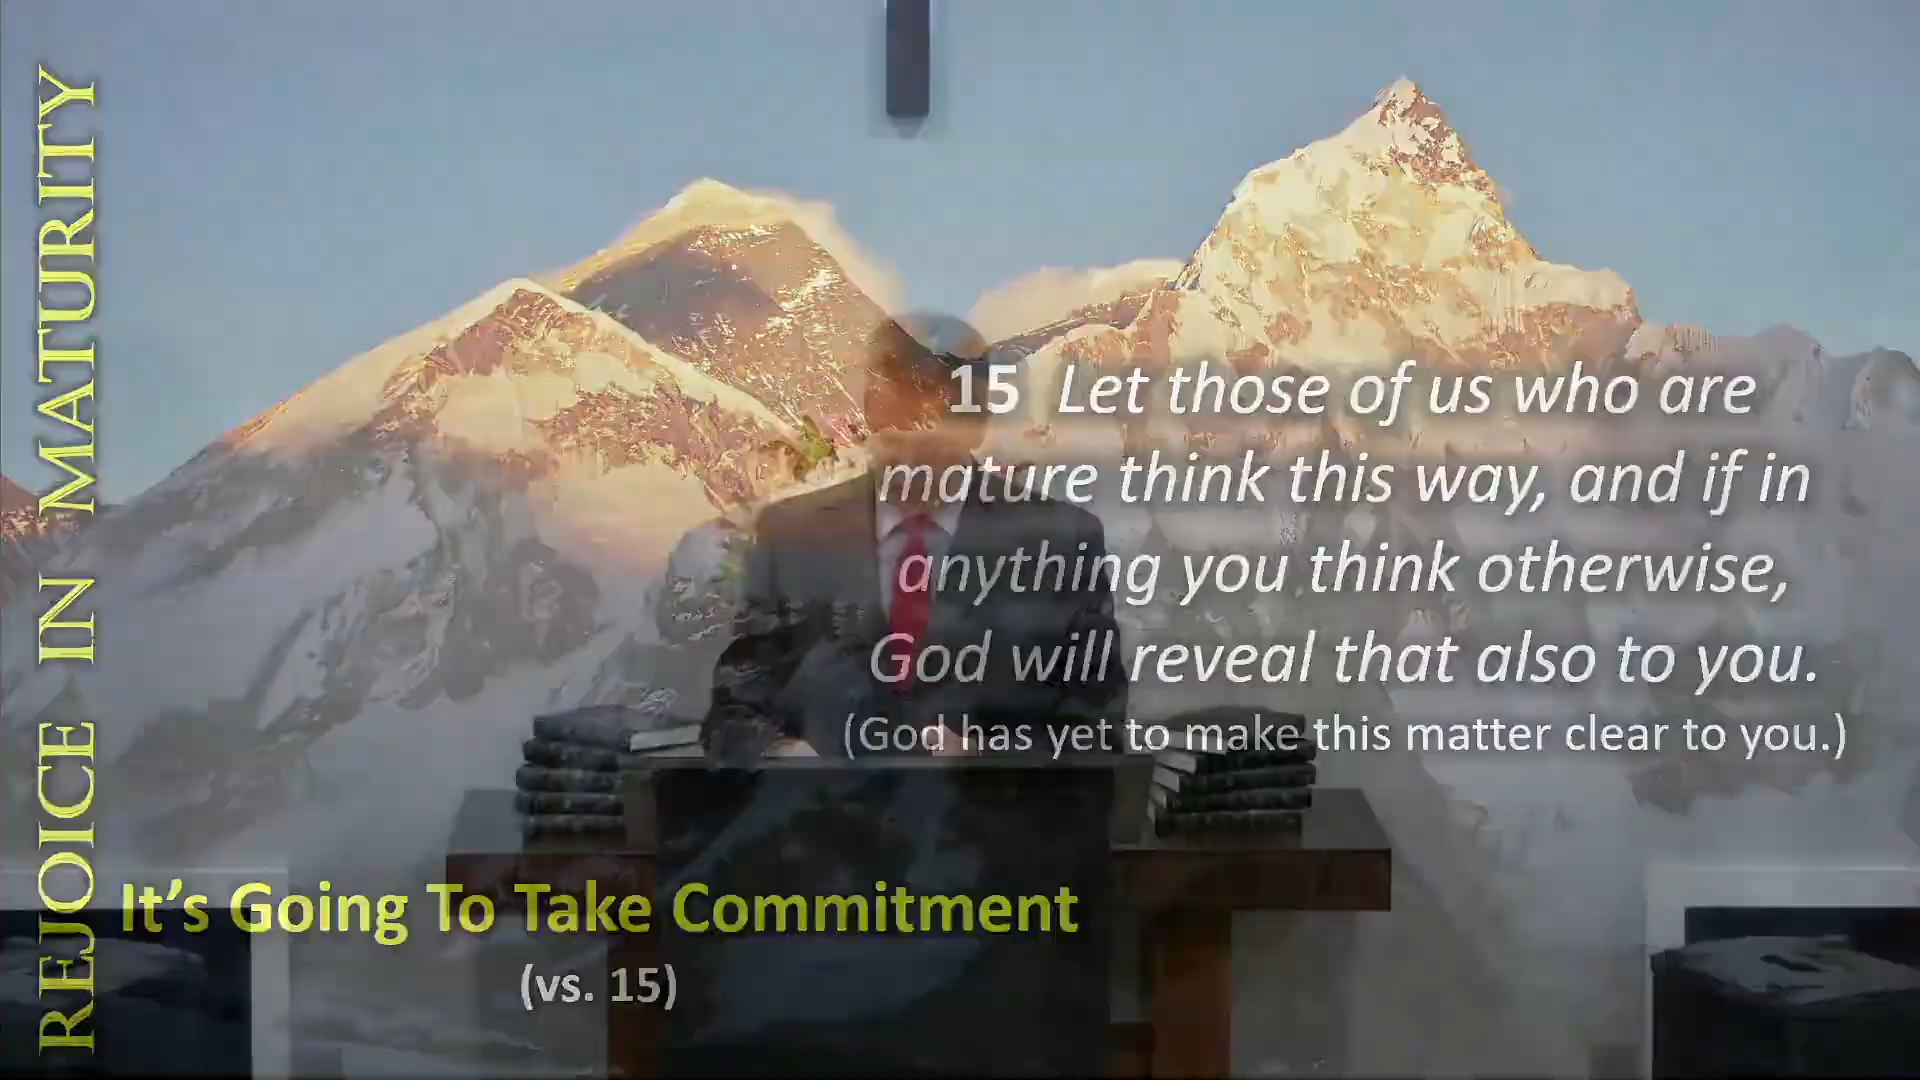 REJOICE IN MATURITY
15 Let those of us who are
mature think this way, and if in
anything you think otherwise,
God will reveal that also to you.
(God has yet to make this matter clear to you.)
It’s Going To Take Commitment
(vs. 15)